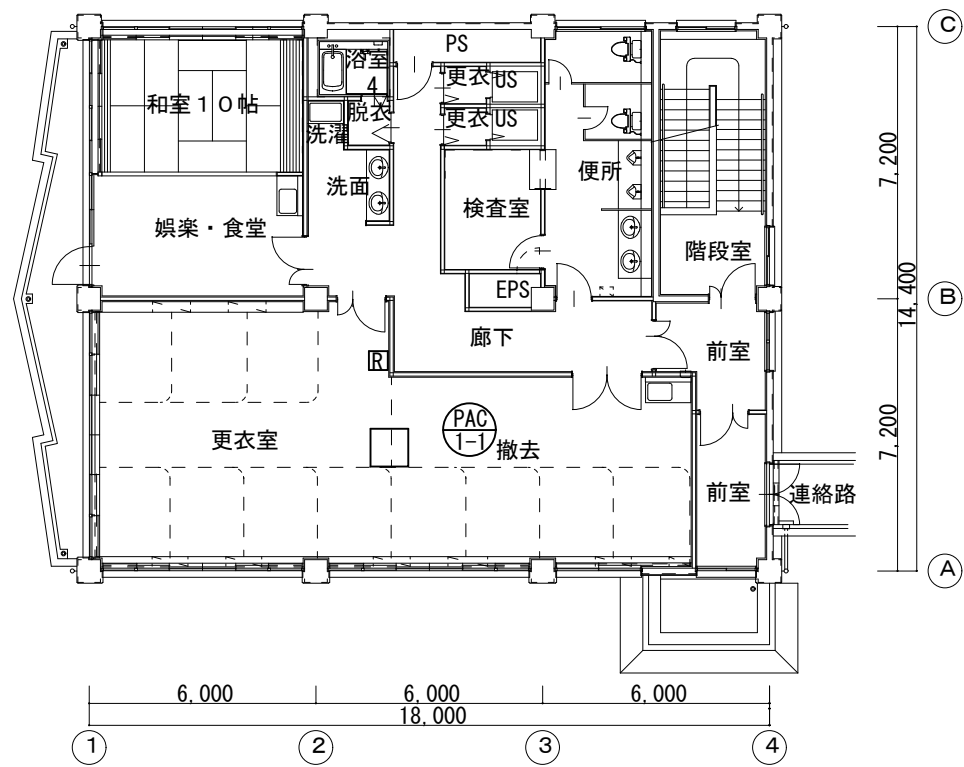 C
PS
浴室
4
更衣
US
和室１０帖
脱衣
更衣
US
洗濯
洗面
便所
検査室
7,200
娯楽・食堂
階段室
EPS
B
14,400
廊下
前室
R
PAC
1-1
撤去
更衣室
7,200
前室
連絡路
A
6,000
6,000
6,000
18,000
1
2
3
4